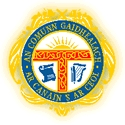 AN COMUNN GAIDHEALACH
AR CANAIN 'S AR CEOL